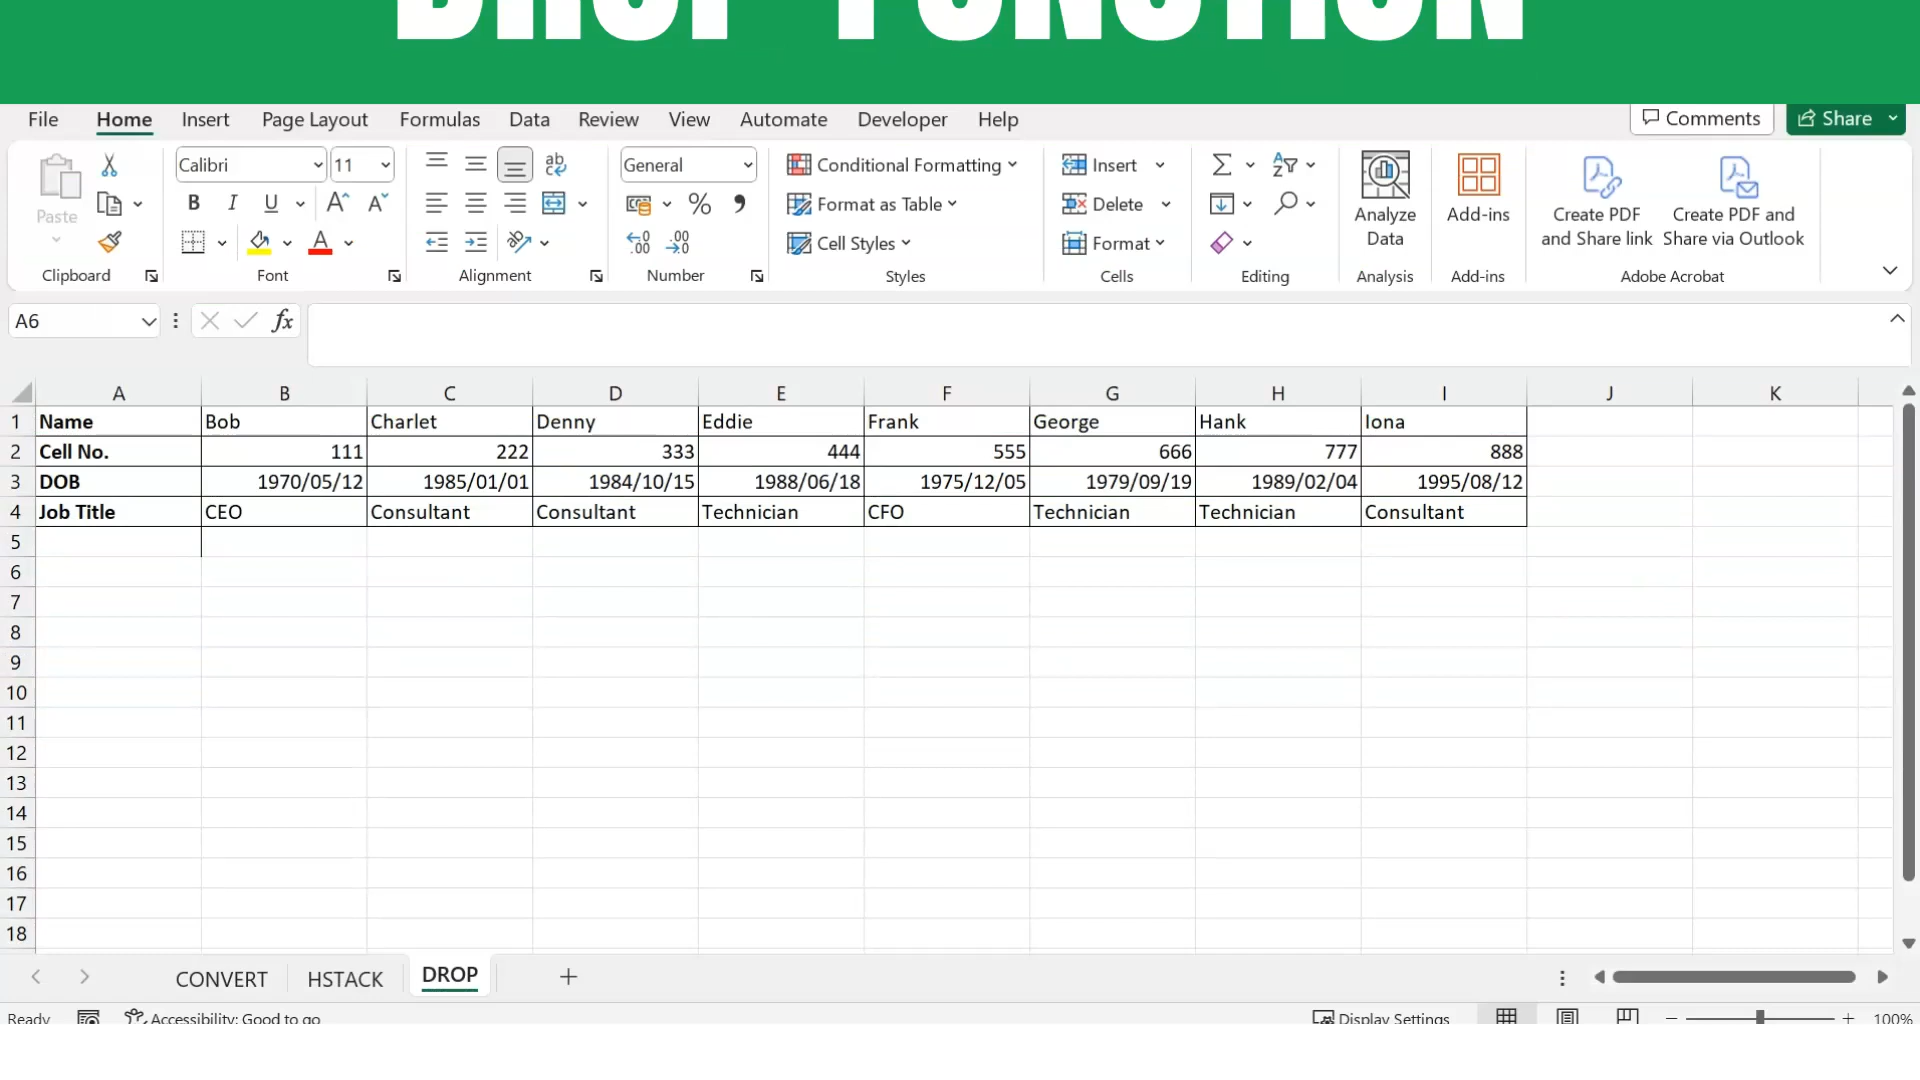 DROP FUNCTION
File Home Insert Page Layout Formulas Data Review View Automate Developer Help Comments Share
Calibri 11 ab General Conditional Formatting Insert
Paste B I U A A % Format as Table Delete Analyze Data Add-ins Create PDF and Share link Create PDF and Share via Outlook
A Cell Styles Format
Clipboard Font Alignment Number Styles Cells Editing Analysis Add-ins Adobe Acrobat
A6 fx
A B C D E F G H I J K
1 Name Bob Charlet Denny Eddie Frank George Hank Iona
2 Cell No. 111 222 333 444 555 666 777 888
3 DOB 1970/05/12 1985/01/01 1984/10/15 1988/06/18 1975/12/05 1979/09/19 1989/02/04 1995/08/12
4 Job Title CEO Consultant Consultant Technician CFO Technician Technician Consultant
5
6
7
8
9
10
11
12
13
14
15
16
17
18
CONVERT HSTACK DROP
Ready Accessibility: Good to go Display Settings 100%